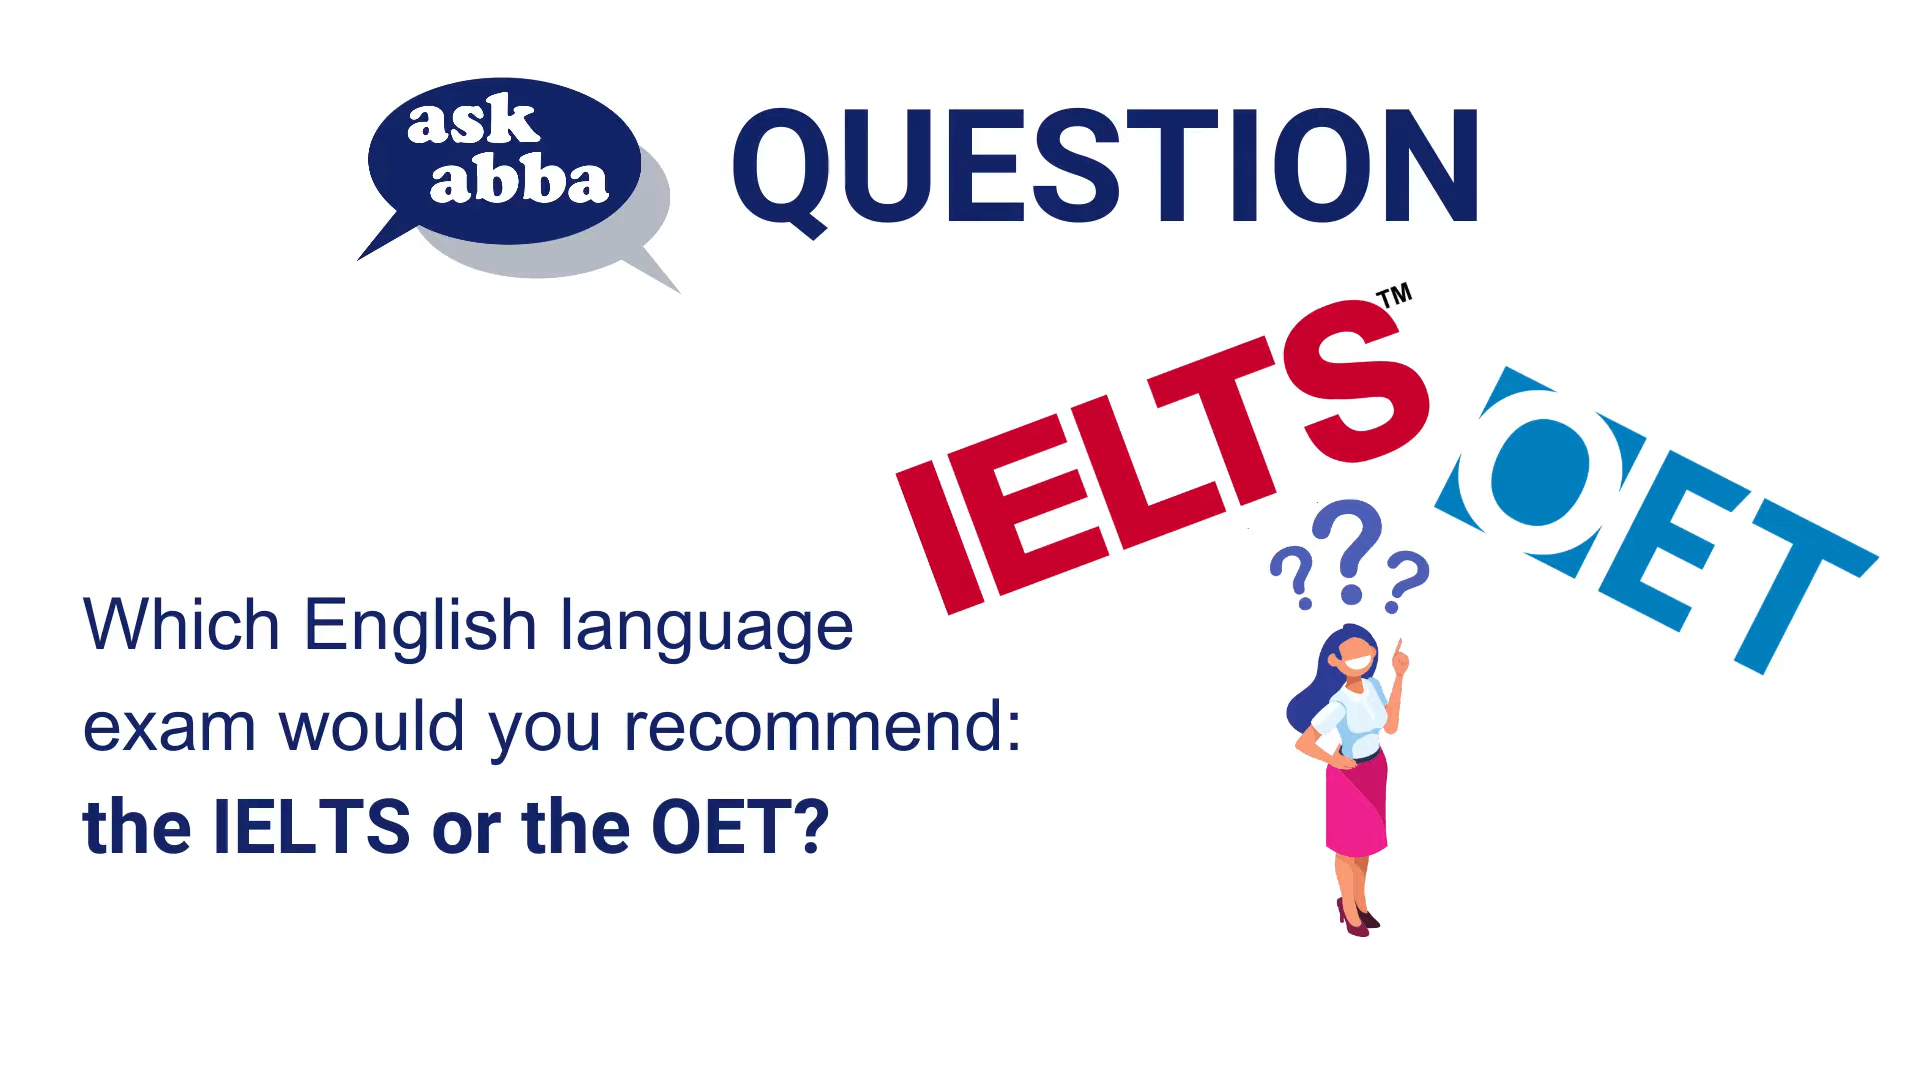 ask
abba
QUESTION
IELTS™
OET
???
Which English language
exam would you recommend:
the IELTS or the OET?